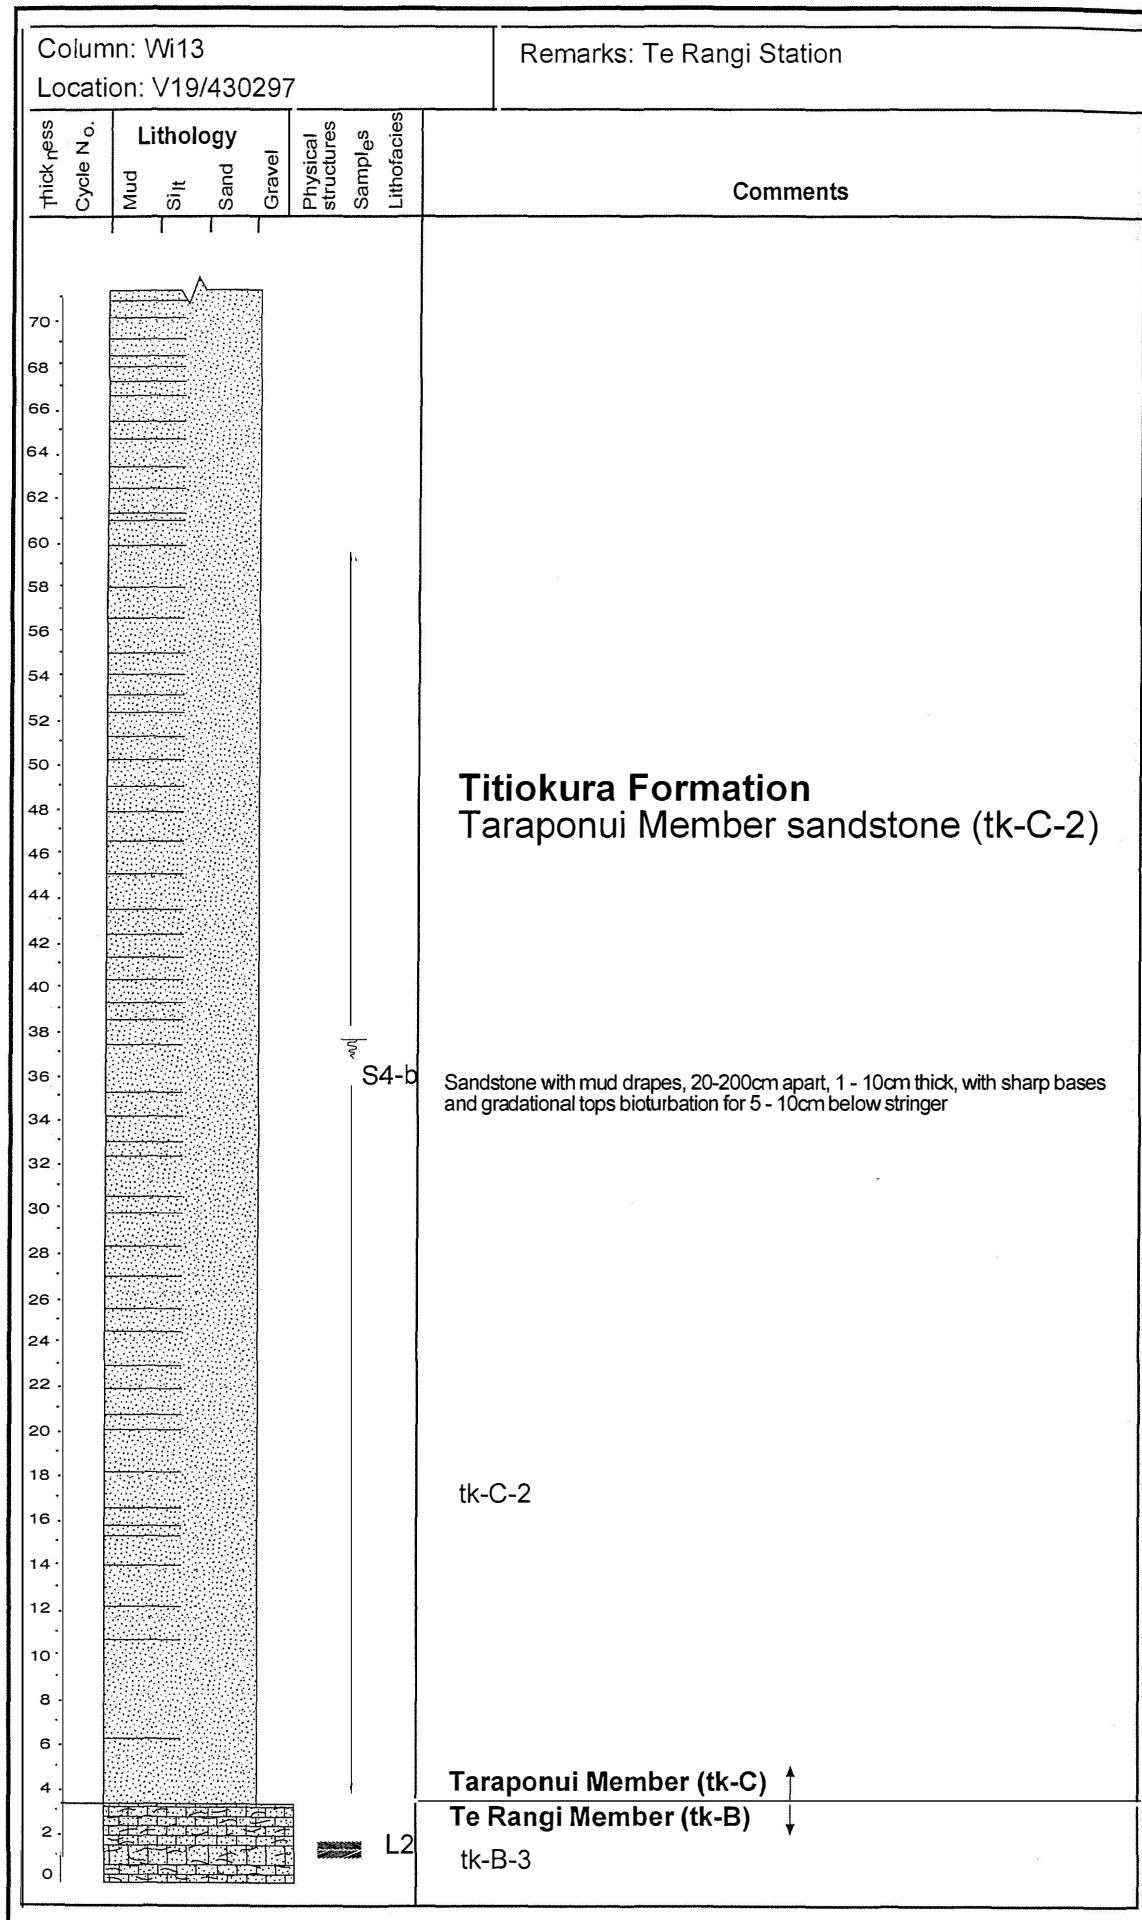 Column: Wi13
Location: V19/430297
Remarks: Te Rangi Station
Thickness
Cycle No.
Lithology
Mud
Silt
Sand
Gravel
Physical structures
Samples
Lithofacies
Comments
70
68
66
64
62
60
58
56
54
52
50
Titiokura Formation
48
Taraponui Member sandstone (tk-C-2)
46
44
42
40
38
36
S4-b
Sandstone with mud drapes, 20-200cm apart, 1 - 10cm thick, with sharp bases
and gradational tops bioturbation for 5 - 10cm below stringer
34
32
30
28
26
24
22
20
18
tk-C-2
16
14
12
10
8
6
4
Taraponui Member (tk-C)
Te Rangi Member (tk-B)
2
L2
tk-B-3
0